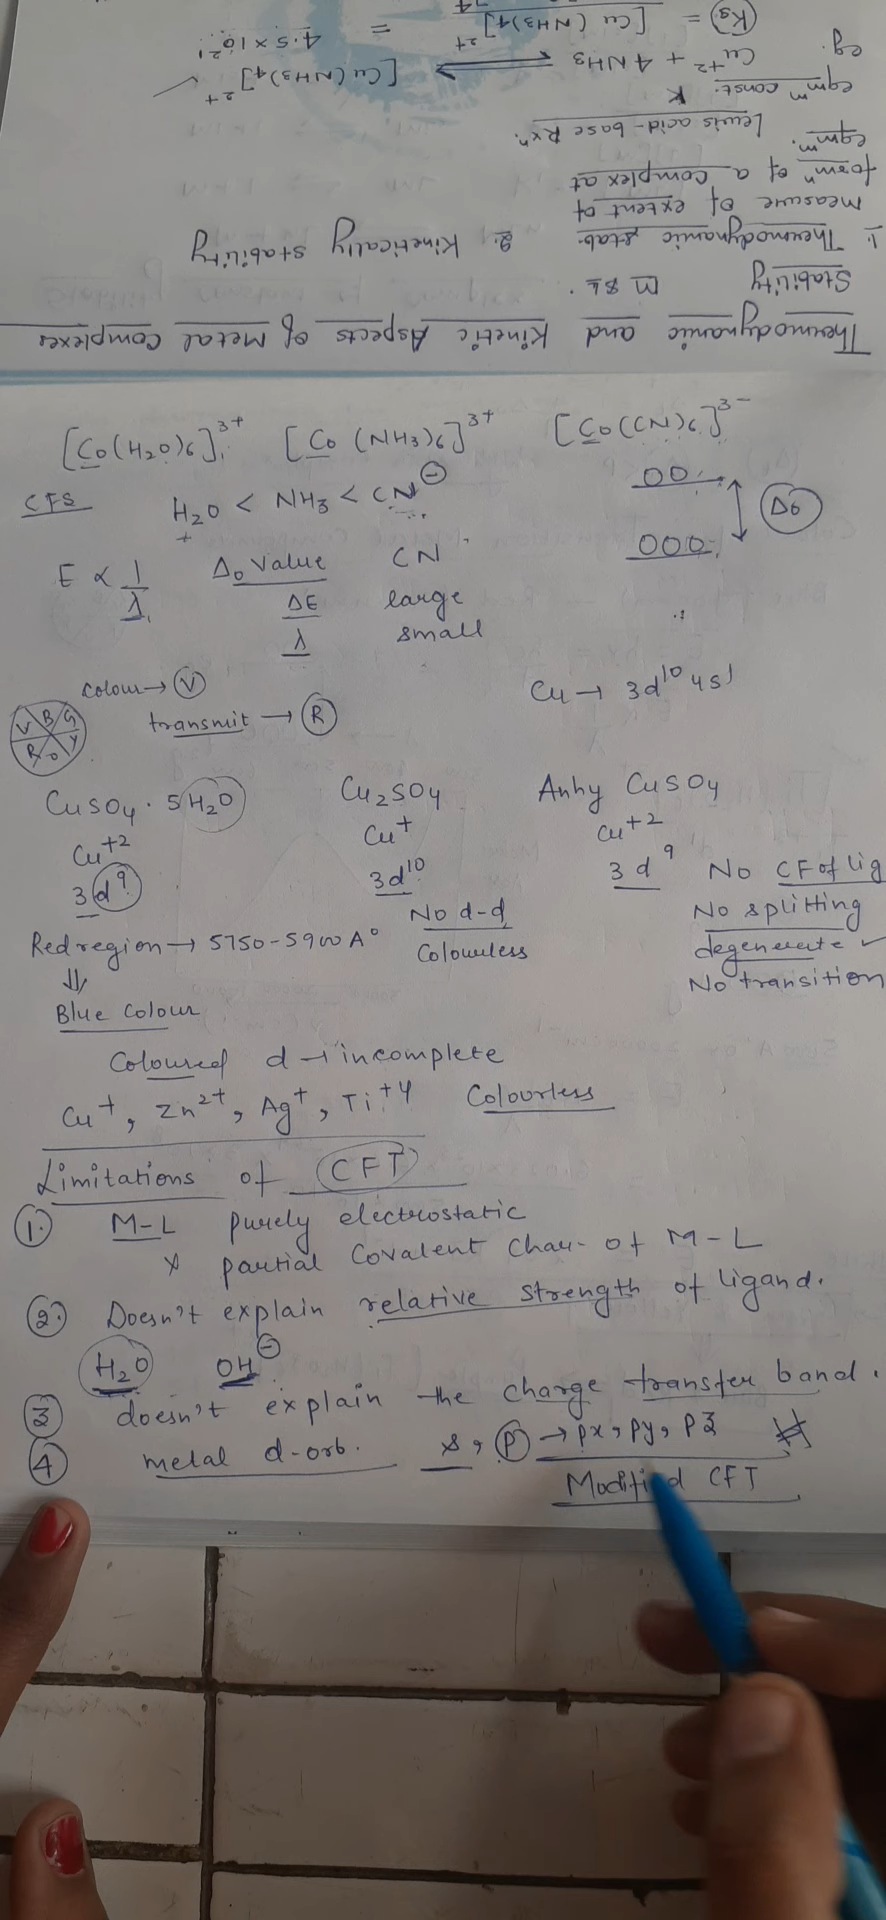 Thermodynamic and Kinetic Aspects of Metal Complexes
Stability M & L.
1. Thermodynamic stab. 2. Kinetically stability
measure of extent of
formⁿ of a complex at
eqmᵐ.
Lewis acid-base Rxⁿ.
eqmᵐ const. K
eg. Cu⁺² + 4NH₃ ⇌ [Cu(NH₃)₄]²⁺
= [Cu(NH₃)₄]²⁺ = 4.5 × 10
[Co(H₂O)₆]³⁺ [Co(NH₃)₆]³⁺ [Co(CN)₆]³⁻
CFS H₂O < NH₃ < CN⊖ Δo
E ∝ 1/λ Δo Value CN
ΔE large
λ small
Colour → V
transmit → R Cu → 3d¹⁰ 4s¹
V B G
R O Y
CuSO₄ · 5H₂O Cu₂SO₄ Anhy CuSO₄
Cu⁺² Cu⁺ Cu⁺²
3d⁹ 3d¹⁰ 3d⁹ No CF of lig
No d-d No splitting
Red region → 5750-5900 A° Colourless degenerate ✓
⇓ No transition
Blue Colour
Coloured d → incomplete
Cu⁺, Zn²⁺, Ag⁺, Ti⁺⁴ Colourless
Limitations of CFT
1. M-L purely electrostatic
x partial Covalent Char. of M-L
2. Doesn't explain relative strength of ligand.
H₂O OH⊖
3 doesn't explain the charge transfer band.
4 metal d-orb. s, p → px, py, pz
Modified CFT